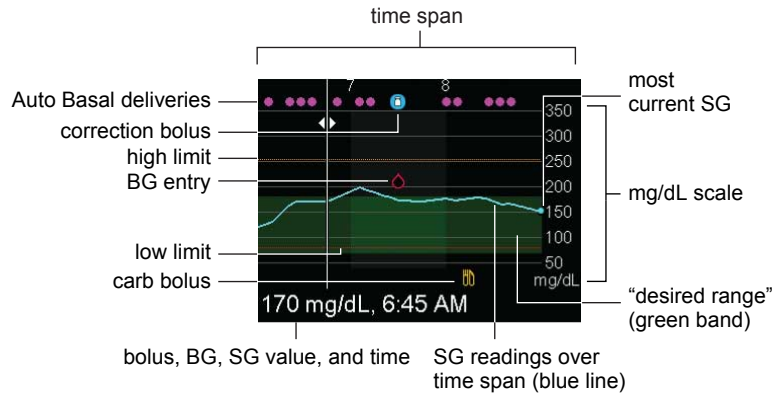 time span
7 8
Auto Basal deliveries
correction bolus
high limit
BG entry
low limit
carb bolus
most
current SG
350
300
250
200
150
100
50
mg/dL
mg/dL scale
"desired range"
(green band)
170 mg/dL, 6:45 AM
bolus, BG, SG value, and time
SG readings over
time span (blue line)